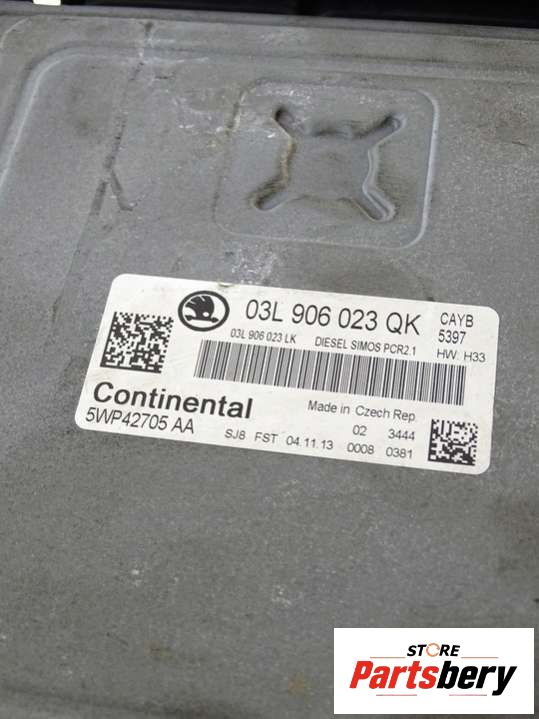 03L 906 023 QK CAYB
5397
03L 906 023 LK DIESEL SIMOS PCR2.1 HW: H33
Continental Made in Czech Rep.
5WP42705 AA 02 3444
SJ8 FST 04.11.13 0008 0381
STORE
Partsbery